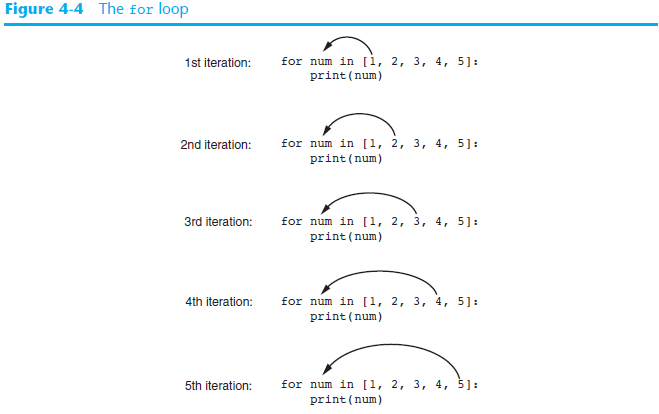 Figure 4-4 The for loop
1st iteration: for num in [1, 2, 3, 4, 5]:
print(num)
2nd iteration: for num in [1, 2, 3, 4, 5]:
print(num)
3rd iteration: for num in [1, 2, 3, 4, 5]:
print(num)
4th iteration: for num in [1, 2, 3, 4, 5]:
print(num)
5th iteration: for num in [1, 2, 3, 4, 5]:
print(num)